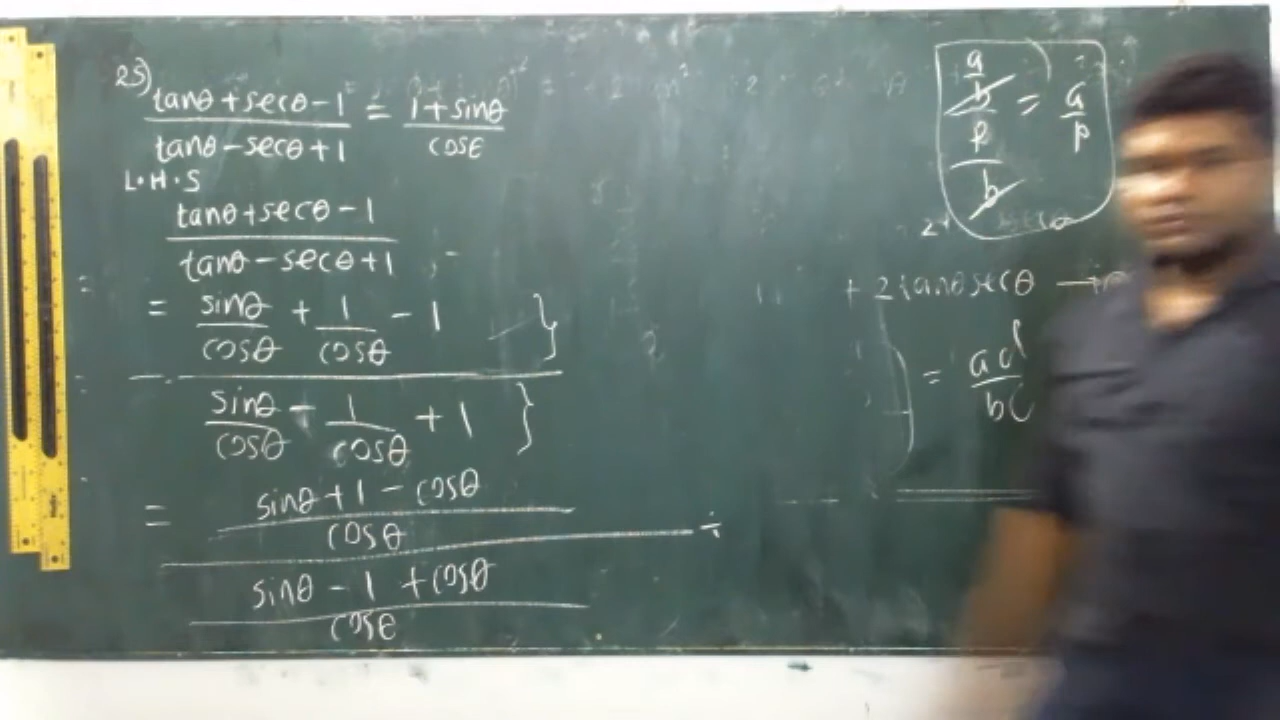 23)
tanθ + secθ - 1 / tanθ - secθ + 1 = 1 + sinθ / cosθ
L.H.S
tanθ + secθ - 1
tanθ - secθ + 1
= sinθ/cosθ + 1/cosθ - 1 }
sinθ/cosθ - 1/cosθ + 1 }
= sinθ + 1 - cosθ
cosθ
÷
sinθ - 1 + cosθ
cosθ
a/b / p/b = a/p
+ 2tanθsecθ
= ad
bc